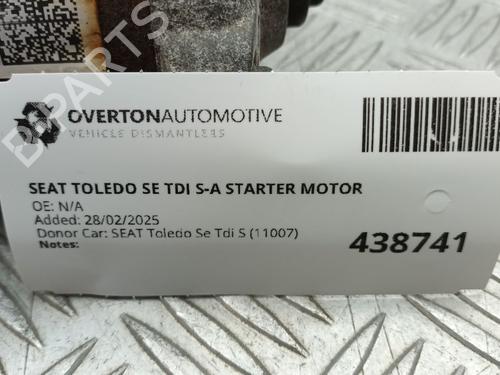 OVERTONAUTOMOTIVE
VEHICLE DISMANTLERS
SEAT TOLEDO SE TDI S-A STARTER MOTOR
OE: N/A
Added: 28/02/2025
Donor Car: SEAT Toledo Se Tdi S (11007)
Notes:
438741
B-PARTS